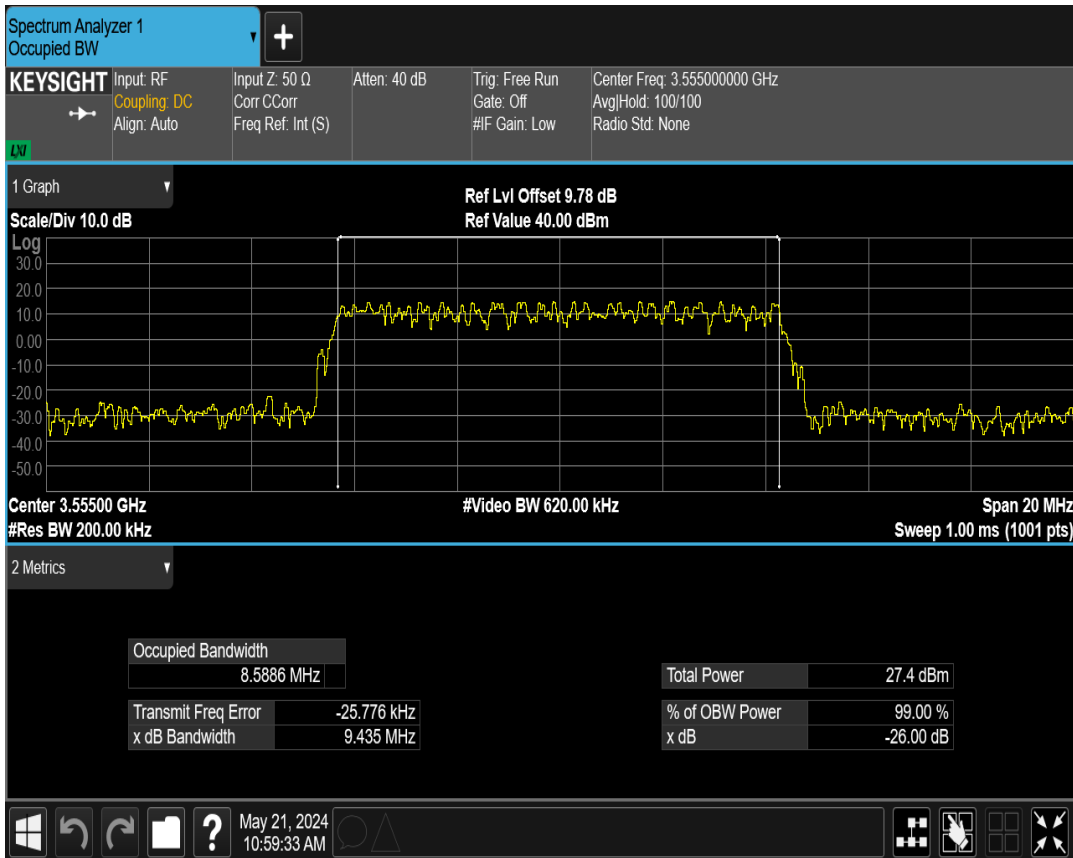 Spectrum Analyzer 1
Occupied BW
+
KEYSIGHT
LXI
Input: RF
Coupling: DC
Align: Auto
Input Z: 50 Ω
Corr CCorr
Freq Ref: Int (S)
Atten: 40 dB
Trig: Free Run
Gate: Off
#IF Gain: Low
Center Freq: 3.555000000 GHz
Avg|Hold: 100/100
Radio Std: None
1 Graph
Scale/Div 10.0 dB
Ref Lvl Offset 9.78 dB
Ref Value 40.00 dBm
Log
30.0
20.0
10.0
0.00
-10.0
-20.0
-30.0
-40.0
-50.0
Center 3.55500 GHz
#Res BW 200.00 kHz
#Video BW 620.00 kHz
Span 20 MHz
Sweep 1.00 ms (1001 pts)
2 Metrics
Occupied Bandwidth
8.5886 MHz
Transmit Freq Error -25.776 kHz
x dB Bandwidth 9.435 MHz
Total Power 27.4 dBm
% of OBW Power 99.00 %
x dB -26.00 dB
?
May 21, 2024
10:59:33 AM